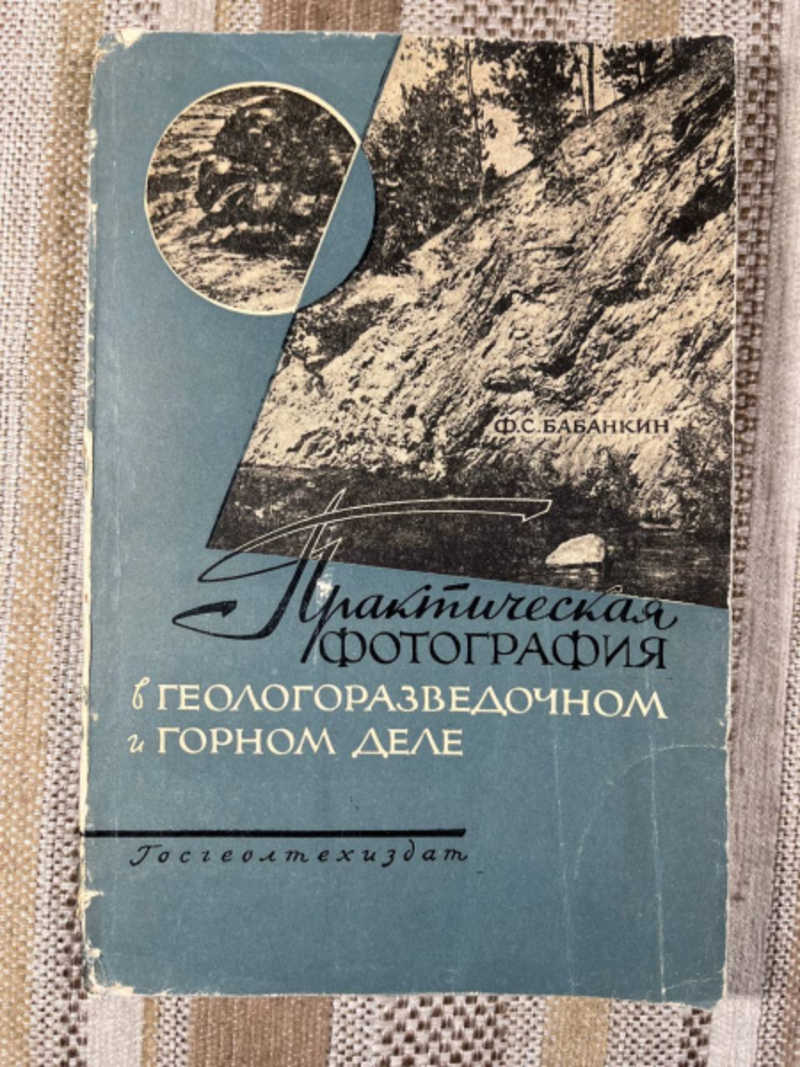 Ф.С.БАБАНКИН
Практическая
ФОТОГРАФИЯ
в ГЕОЛОГОРАЗВЕДОЧНОМ
и ГОРНОМ ДЕЛЕ
Госгеолтехиздат